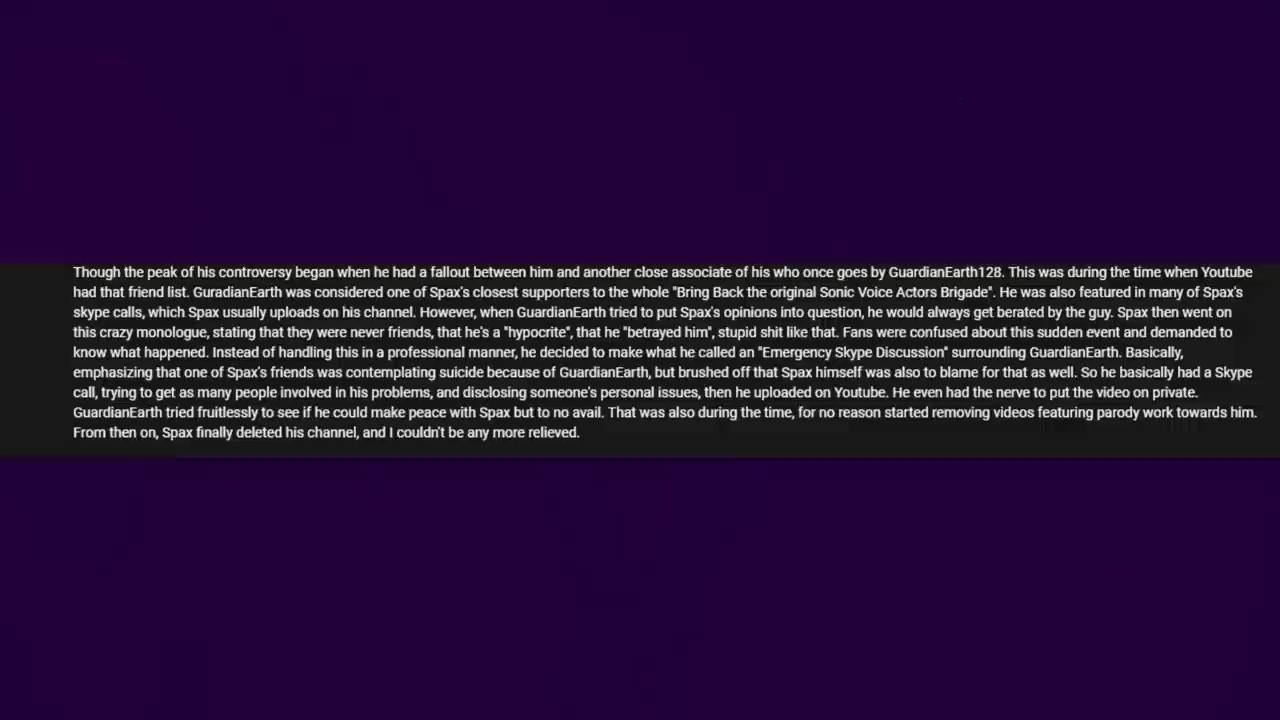 Though the peak of his controversy began when he had a fallout between him and another close associate of his who once goes by GuardianEarth128. This was during the time when Youtube
had that friend list. GuradianEarth was considered one of Spax's closest supporters to the whole "Bring Back the original Sonic Voice Actors Brigade". He was also featured in many of Spax's
skype calls, which Spax usually uploads on his channel. However, when GuardianEarth tried to put Spax's opinions into question, he would always get berated by the guy. Spax then went on
this crazy monologue, stating that they were never friends, that he's a "hypocrite", that he "betrayed him", stupid shit like that. Fans were confused about this sudden event and demanded to
know what happened. Instead of handling this in a professional manner, he decided to make what he called an "Emergency Skype Discussion" surrounding GuardianEarth. Basically,
emphasizing that one of Spax's friends was contemplating suicide because of GuardianEarth, but brushed off that Spax himself was also to blame for that as well. So he basically had a Skype
call, trying to get as many people involved in his problems, and disclosing someone's personal issues, then he uploaded on Youtube. He even had the nerve to put the video on private.
GuardianEarth tried fruitlessly to see if he could make peace with Spax but to no avail. That was also during the time, for no reason started removing videos featuring parody work towards him.
From then on, Spax finally deleted his channel, and I couldn't be any more relieved.